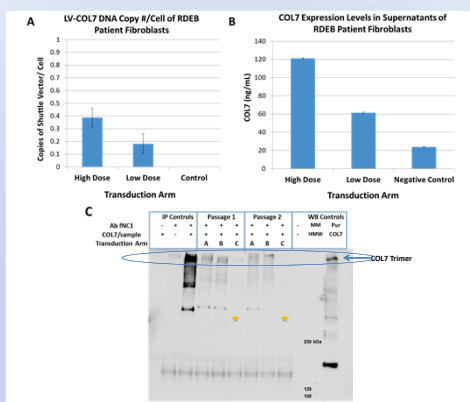 A
LV-COL7 DNA Copy #/Cell of RDEB
Patient Fibroblasts
Copies of Shuttle Vector/ Cell
1
0.9
0.8
0.7
0.6
0.5
0.4
0.3
0.2
0.1
0
High Dose Low Dose Control
Transduction Arm
B
COL7 Expression Levels in Supernatants of
RDEB Patient Fibroblasts
COL7 (ng/mL)
140
120
100
80
60
40
20
0
High Dose Low Dose Negative Control
Transduction Arm
C
IP Controls Passage 1 Passage 2 WB Controls
Ab fNC1 - + + + + + + + + - MM Pur
COL7/sample + - + + + + + + + - HMW COL7
Transduction Arm A B C A B C
COL7 Trimer
220 kDa
120
100